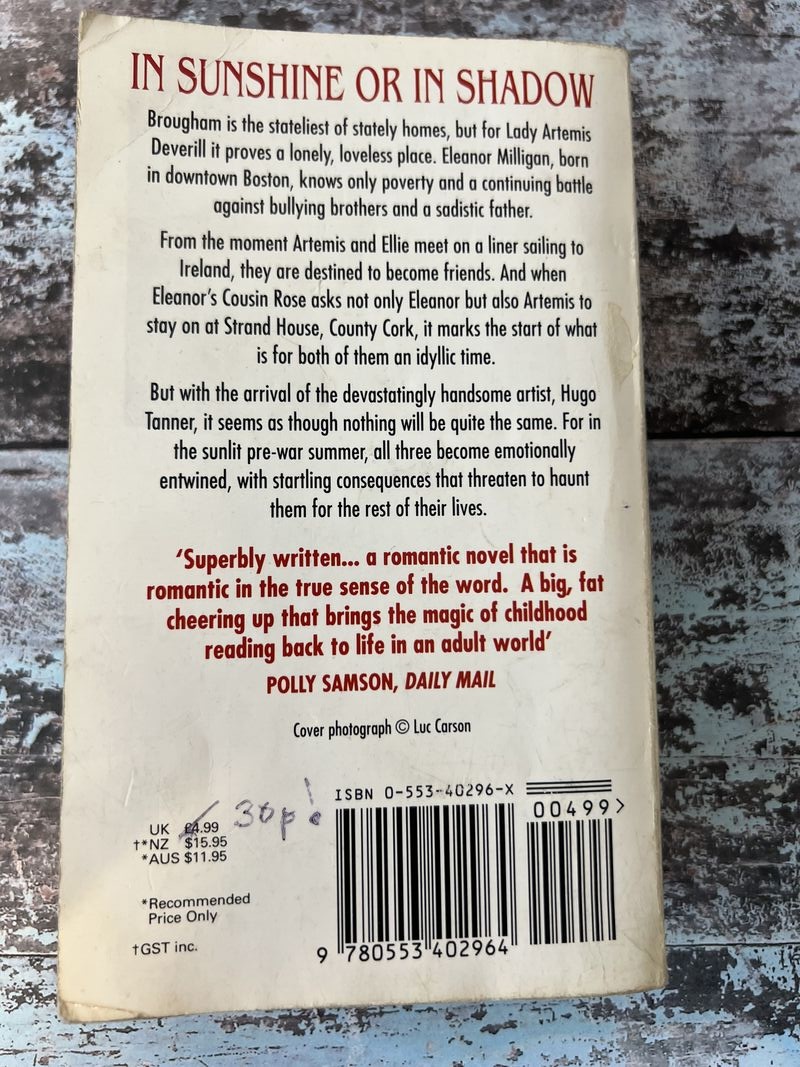 IN SUNSHINE OR IN SHADOW
Brougham is the stateliest of stately homes, but for Lady Artemis
Deverill it proves a lonely, loveless place. Eleanor Milligan, born
in downtown Boston, knows only poverty and a continuing battle
against bullying brothers and a sadistic father.
From the moment Artemis and Ellie meet on a liner sailing to
Ireland, they are destined to become friends. And when
Eleanor's Cousin Rose asks not only Eleanor but also Artemis to
stay on at Strand House, County Cork, it marks the start of what
is for both of them an idyllic time.
But with the arrival of the devastatingly handsome artist, Hugo
Tanner, it seems as though nothing will be quite the same. For in
the sunlit pre-war summer, all three become emotionally
entwined, with startling consequences that threaten to haunt
them for the rest of their lives.
'Superbly written... a romantic novel that is
romantic in the true sense of the word. A big, fat
cheering up that brings the magic of childhood
reading back to life in an adult world'
POLLY SAMSON, DAILY MAIL
Cover photograph © Luc Carson
ISBN 0-553-40296-X
00499>
30p!
UK £4.99
†*NZ $15.95
*AUS $11.95
*Recommended
Price Only
†GST inc.
9 780553 402964